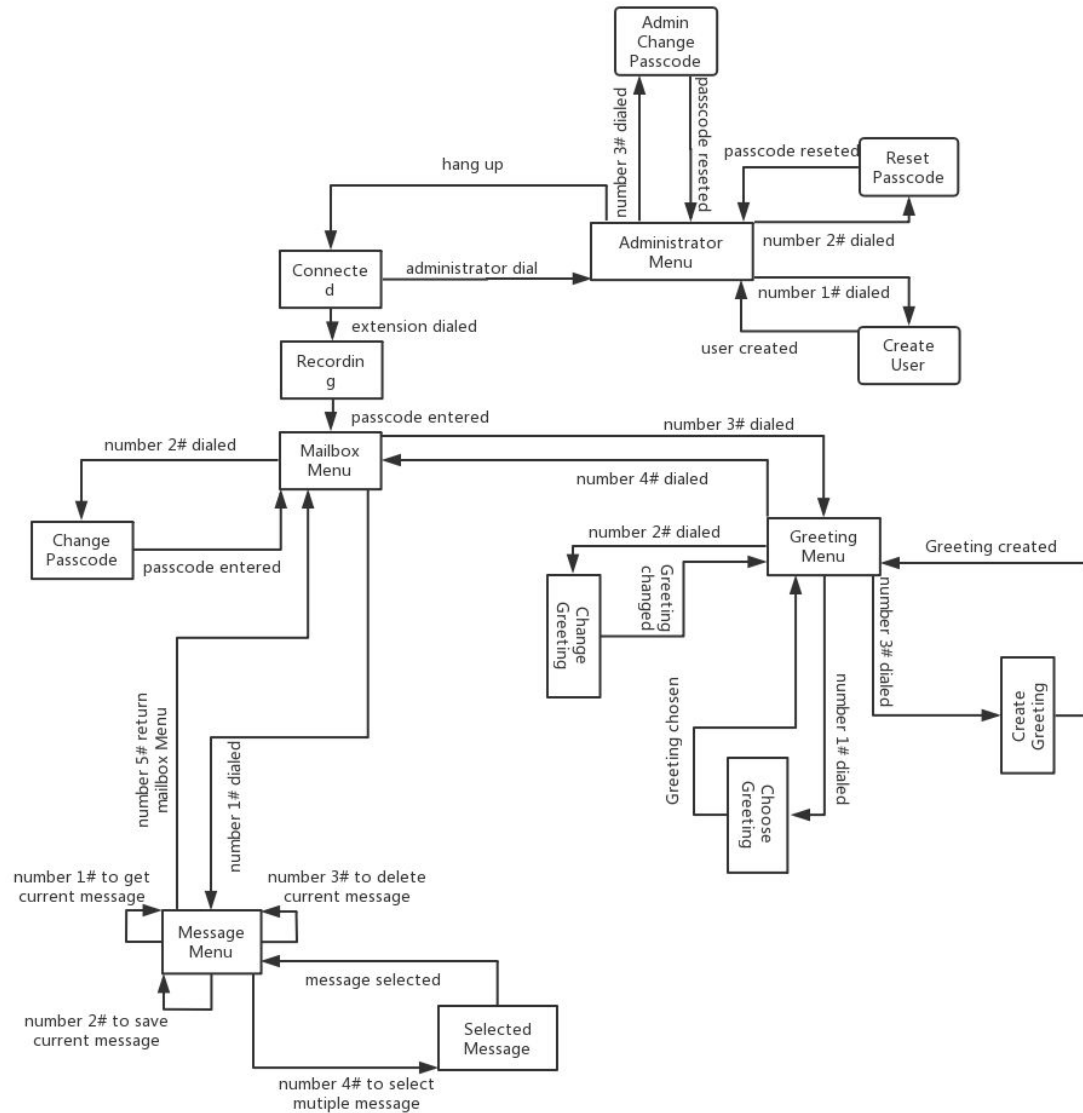 Admin
Change
Passcode
number 3# dialed
passcode reseted
hang up
passcode reseted
Reset
Passcode
Administrator
Menu
number 2# dialed
Connecte
d
administrator dial
number 1# dialed
extension dialed
user created
Create
User
Recordin
g
passcode entered
number 2# dialed
Mailbox
Menu
number 3# dialed
number 4# dialed
Change
Passcode
passcode entered
number 2# dialed
Greeting
Menu
Greeting created
Greeting
changed
Change
Greeting
number 3# dialed
Create
Greeting
Greeting chosen
number 1# dialed
Choose
Greeting
number 5# return
mailbox Menu
number 1# dialed
number 1# to get
current message
number 3# to delete
current message
Message
Menu
message selected
number 2# to save
current message
Selected
Message
number 4# to select
mutiple message